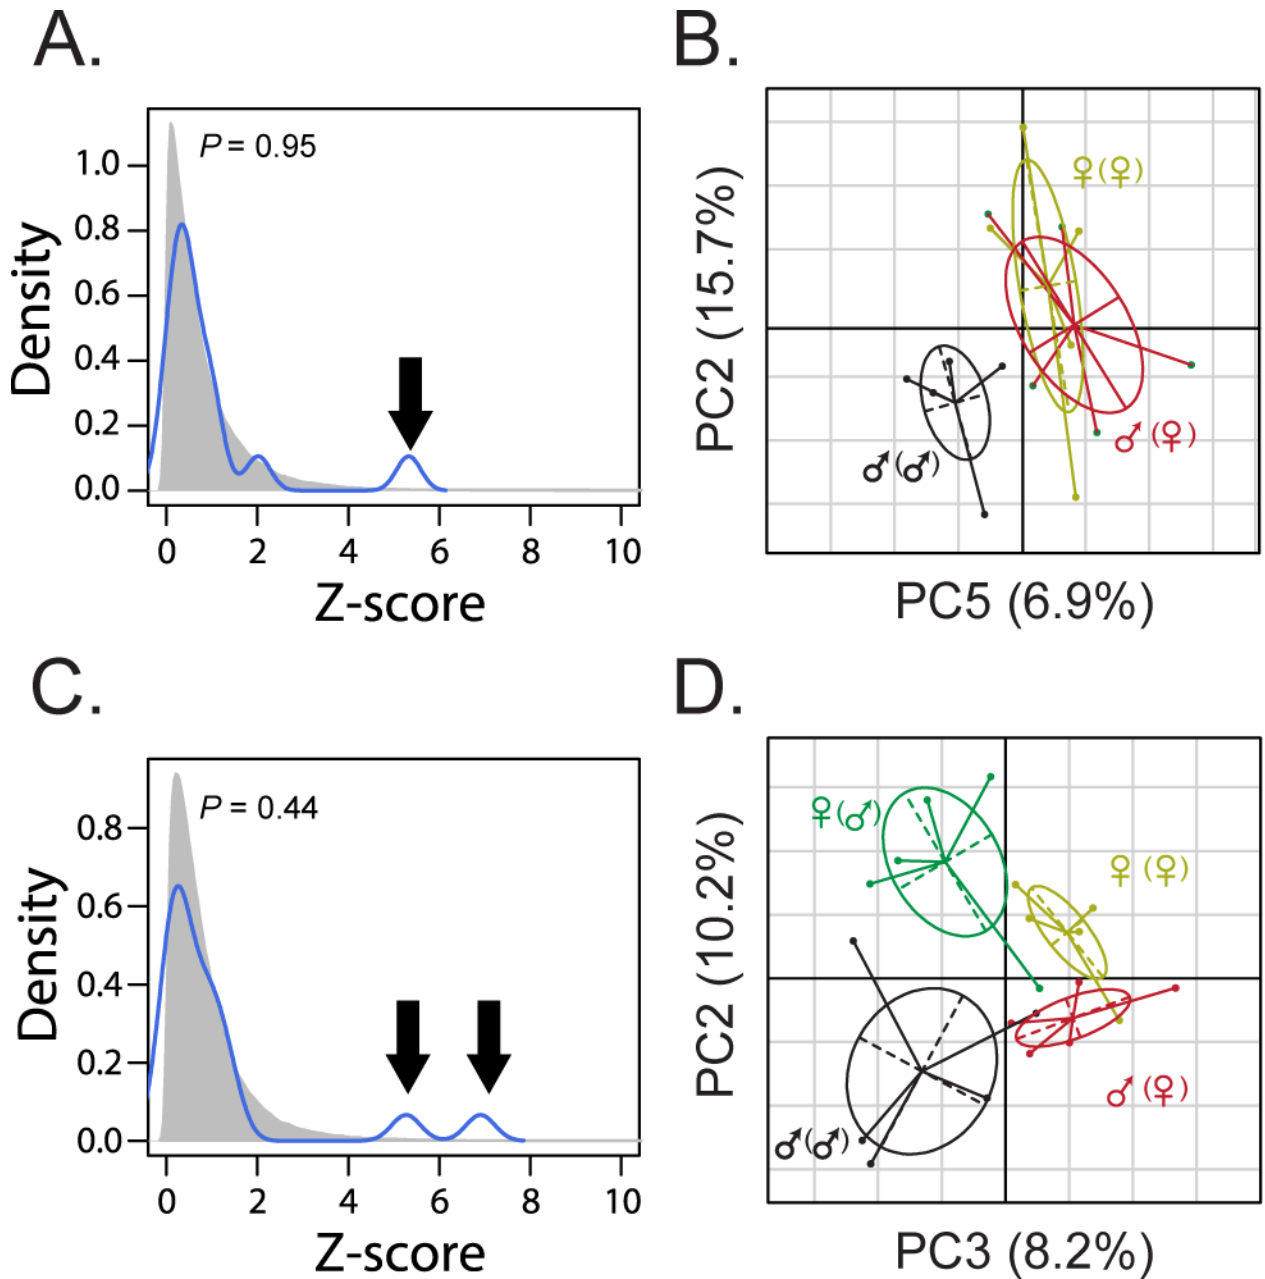 A.
P = 0.95
Density
1.0
0.8
0.6
0.4
0.2
0.0
0 2 4 6 8 10
Z-score
B.
♀(♀)
♂(♀)
♂(♂)
PC2 (15.7%)
PC5 (6.9%)
C.
P = 0.44
Density
0.8
0.6
0.4
0.2
0.0
0 2 4 6 8 10
Z-score
D.
♀(♂)
♀(♀)
♂(♀)
♂(♂)
PC2 (10.2%)
PC3 (8.2%)